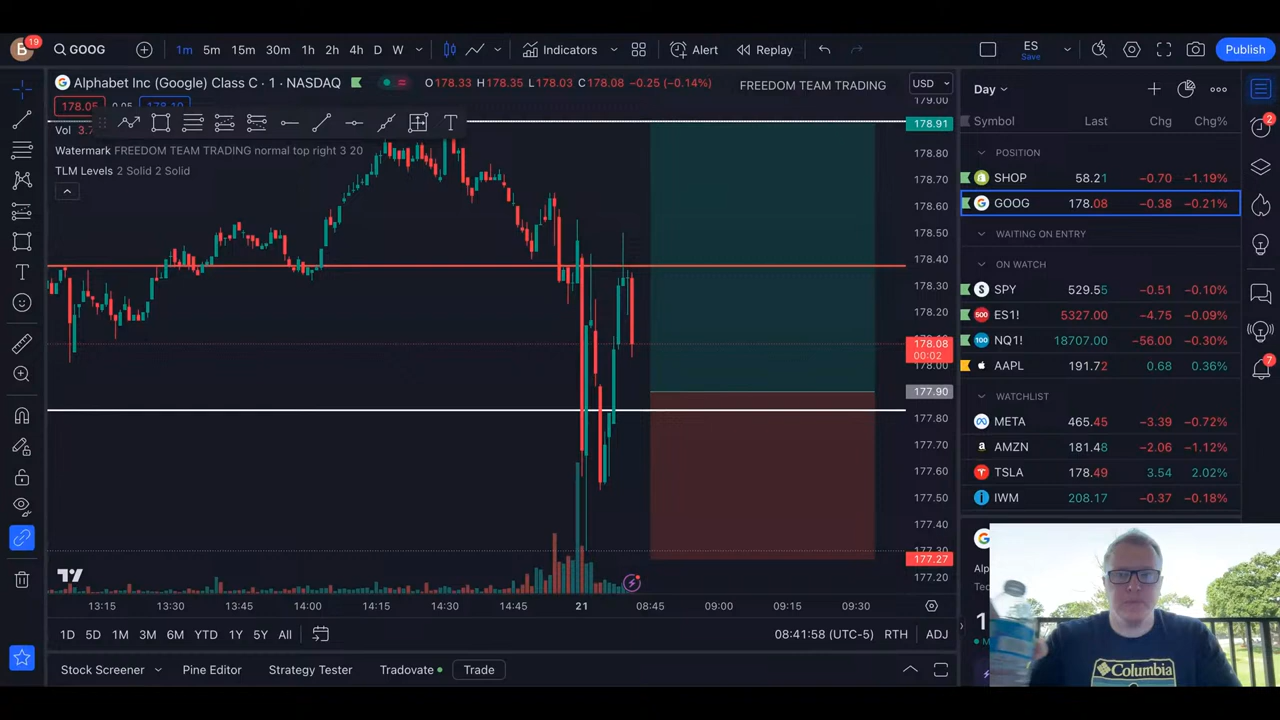 B 19 GOOG 1m 5m 15m 30m 1h 2h 4h D W Indicators Alert Replay ES Save Publish
Alphabet Inc (Google) Class C · 1 · NASDAQ O178.33 H178.35 L178.03 C178.08 −0.25 (−0.14%)
FREEDOM TEAM TRADING
USD
178.05 0.05 178.10
Vol 3.7
Watermark FREEDOM TEAM TRADING normal top right 3 20
TLM Levels 2 Solid 2 Solid
179.00
178.91
178.80
178.70
178.60
178.50
178.40
178.30
178.20
178.08
00:02
178.00
177.90
177.80
177.70
177.60
177.50
177.40
177.30
177.27
177.20
13:15 13:30 13:45 14:00 14:15 14:30 14:45 21 08:45 09:00 09:15 09:30
1D 5D 1M 3M 6M YTD 1Y 5Y All 08:41:58 (UTC-5) RTH ADJ
Stock Screener Pine Editor Strategy Tester Tradovate Trade
Day
Symbol Last Chg Chg%
POSITION
SHOP 58.21 −0.70 −1.19%
GOOG 178.08 −0.38 −0.21%
WAITING ON ENTRY
ON WATCH
SPY 529.55 −0.51 −0.10%
ES1! 5327.00 −4.75 −0.09%
NQ1! 18707.00 −56.00 −0.30%
AAPL 191.72 0.68 0.36%
WATCHLIST
META 465.45 −3.39 −0.72%
AMZN 181.48 −2.06 −1.12%
TSLA 178.49 3.54 2.02%
IWM 208.17 −0.37 −0.18%
2
7
Columbia